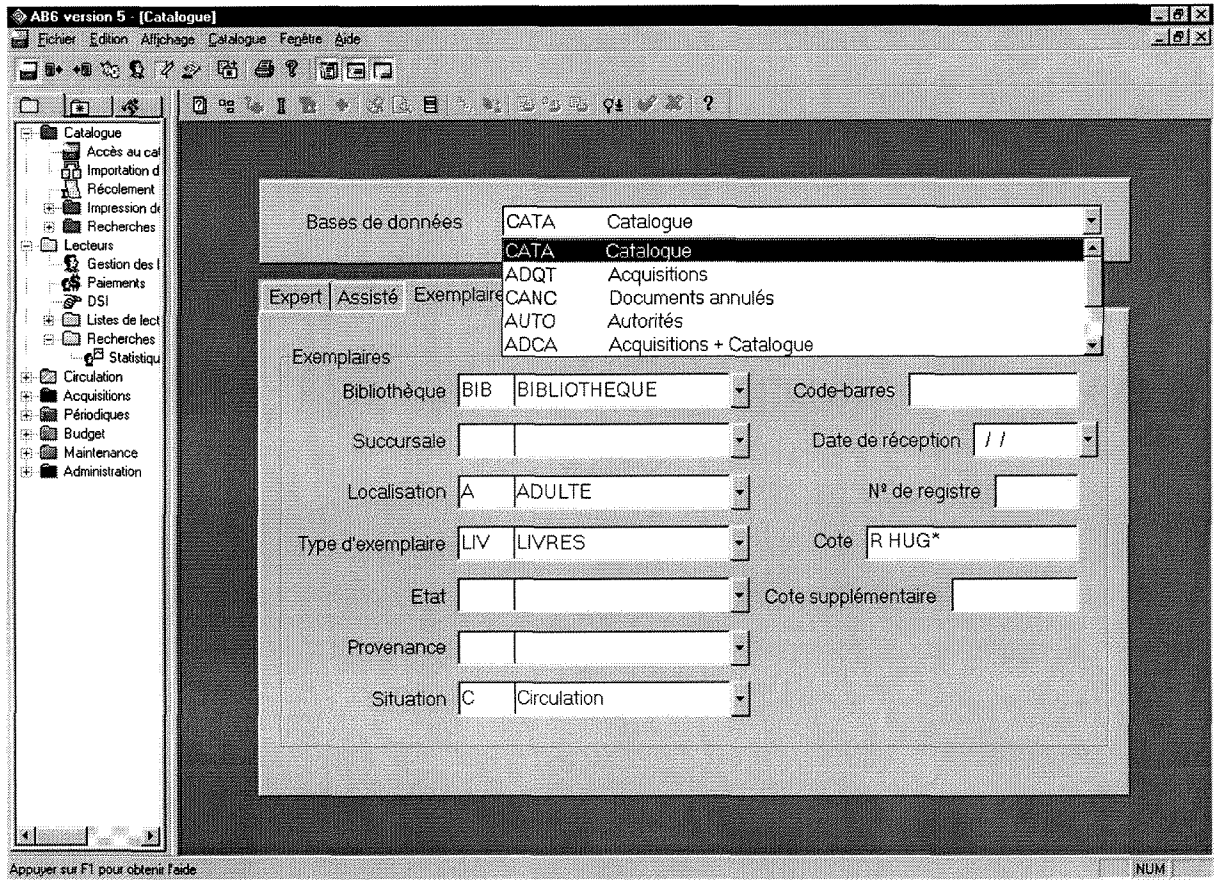 AB6 version 5 - [Catalogue]
Fichier Edition Affichage Catalogue Fenêtre Aide
Catalogue
Accès au cal
Importation d
Récolement
Impression de
Recherches
Lecteurs
Gestion des l
Paiements
DSI
Listes de lect
Recherches
Statistiqu
Circulation
Acquisitions
Périodiques
Budget
Maintenance
Administration
Bases de données CATA Catalogue
CATA Catalogue
ADQT Acquisitions
CANC Documents annulés
AUTO Autorités
ADCA Acquisitions + Catalogue
Expert Assisté Exemplaire
Exemplaires
Bibliothèque BIB BIBLIOTHEQUE Code-barres
Succursale Date de réception / /
Localisation A ADULTE Nº de registre
Type d'exemplaire LIV LIVRES Cote R HUG*
Etat Cote supplémentaire
Provenance
Situation C Circulation
Appuyer sur F1 pour obtenir l'aide NUM